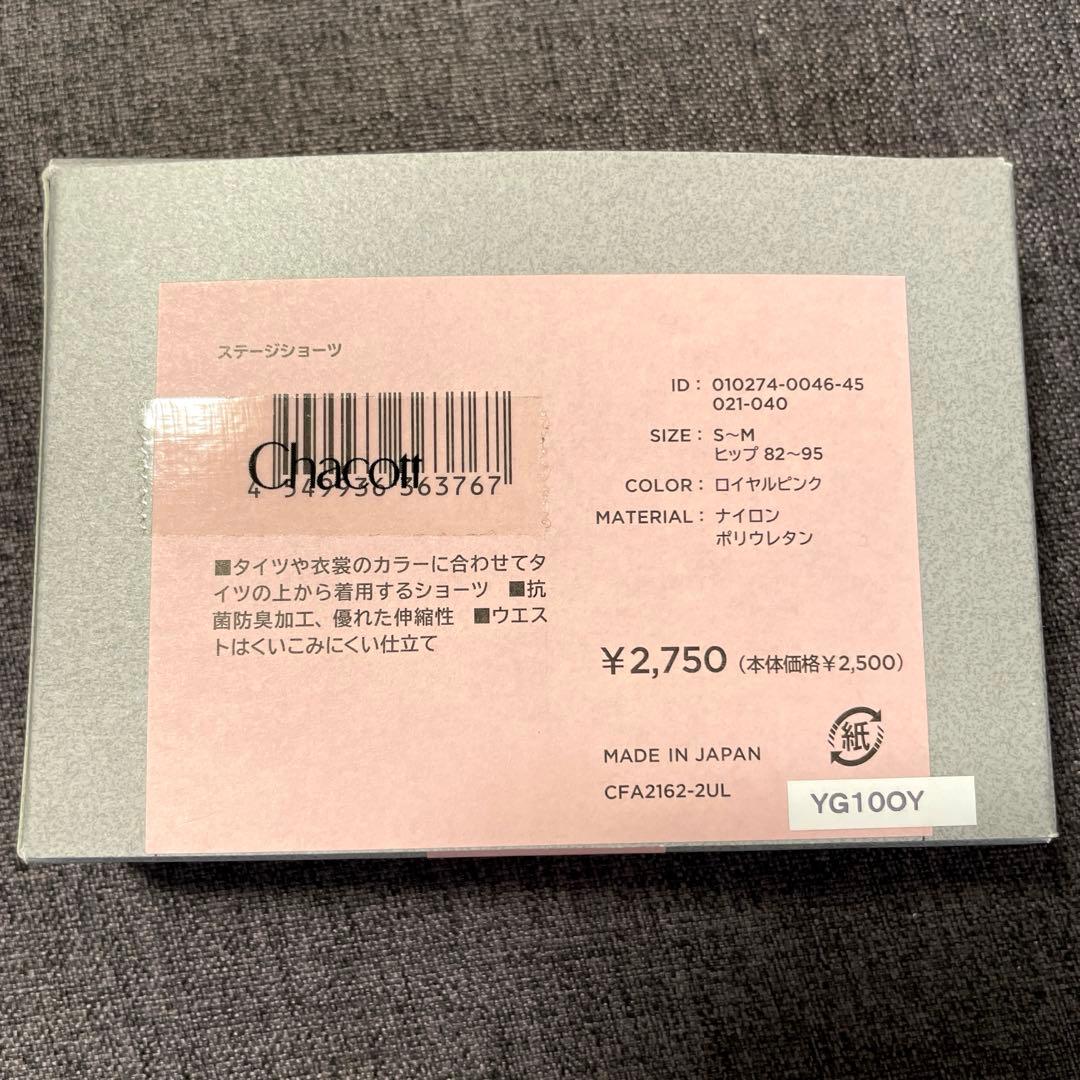 ステージショーツ
Chacott
4 549936 563767
■タイツや衣裳のカラーに合わせてタ
イツの上から着用するショーツ ■抗
菌防臭加工、優れた伸縮性 ■ウエス
トはくいこみにくい仕立て
ID： 010274-0046-45
021-040
SIZE： S〜M
ヒップ 82〜95
COLOR： ロイヤルピンク
MATERIAL： ナイロン
ポリウレタン
¥2,750（本体価格¥2,500）
紙
MADE IN JAPAN
CFA2162-2UL
YG10OY